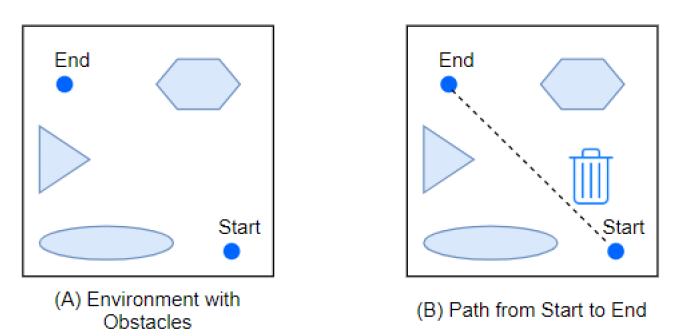 End
Start
(A) Environment with
Obstacles
End
Start
(B) Path from Start to End